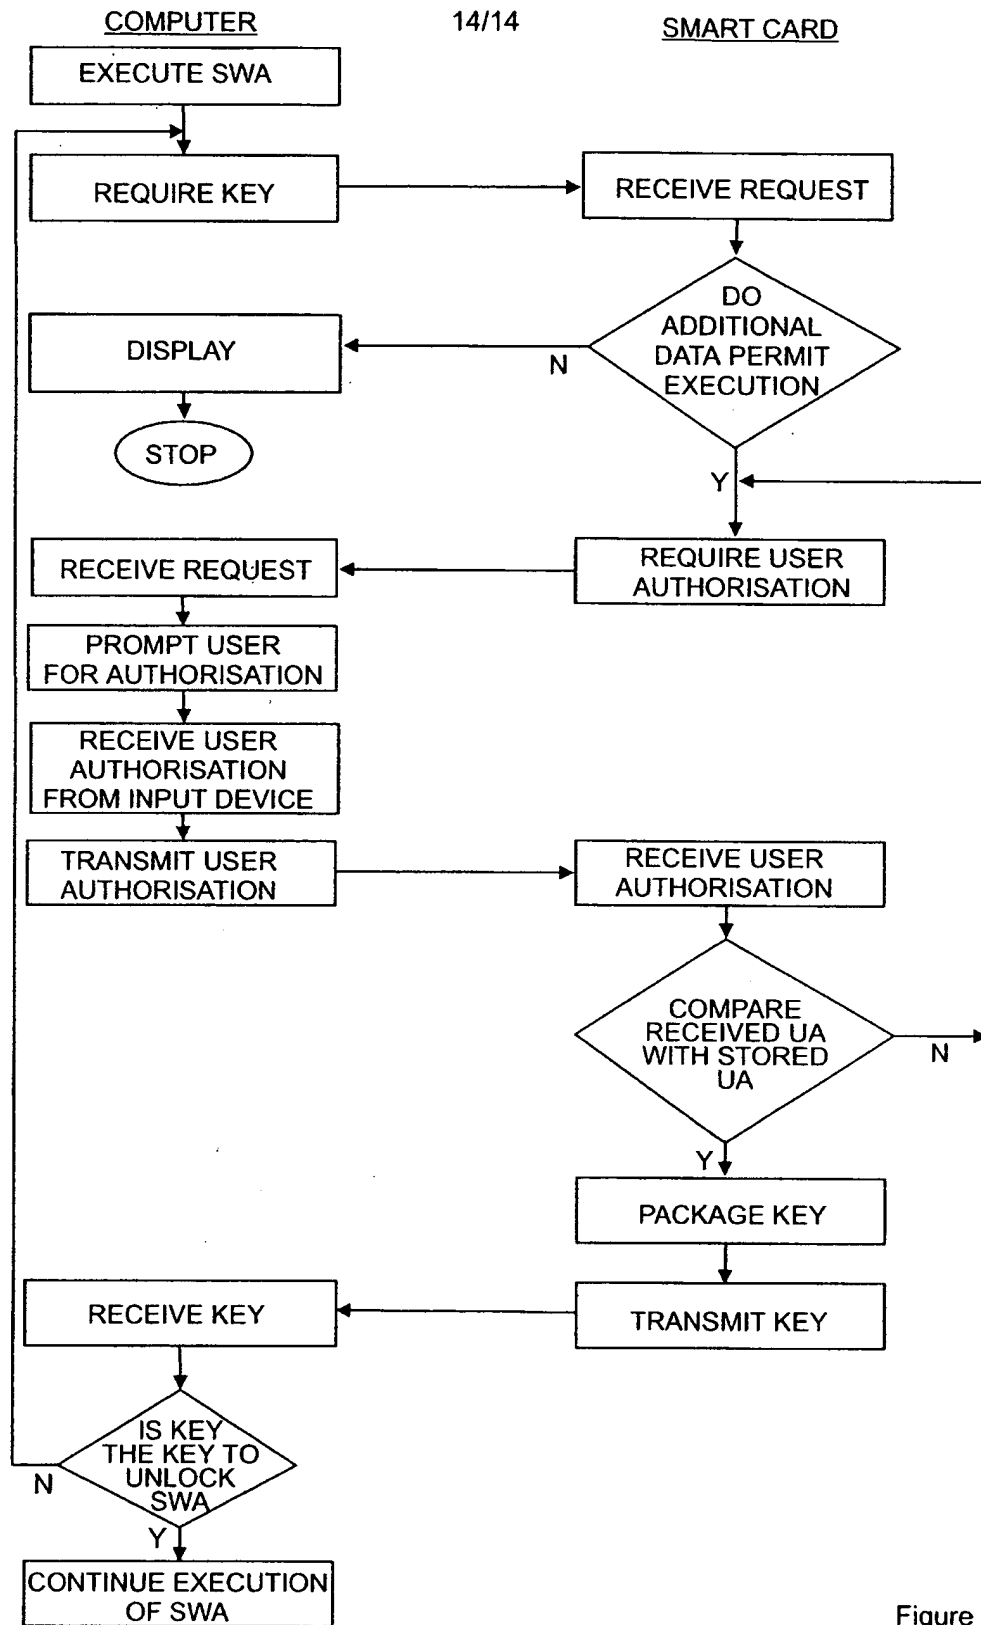 COMPUTER
14/14
SMART CARD
EXECUTE SWA
REQUIRE KEY
RECEIVE REQUEST
DO
ADDITIONAL
DATA PERMIT
EXECUTION
N
DISPLAY
STOP
Y
REQUIRE USER
AUTHORISATION
RECEIVE REQUEST
PROMPT USER
FOR AUTHORISATION
RECEIVE USER
AUTHORISATION
FROM INPUT DEVICE
TRANSMIT USER
AUTHORISATION
RECEIVE USER
AUTHORISATION
COMPARE
RECEIVED UA
WITH STORED
UA
N
Y
PACKAGE KEY
TRANSMIT KEY
RECEIVE KEY
IS KEY
THE KEY TO
UNLOCK
SWA
N
Y
CONTINUE EXECUTION
OF SWA
Figure